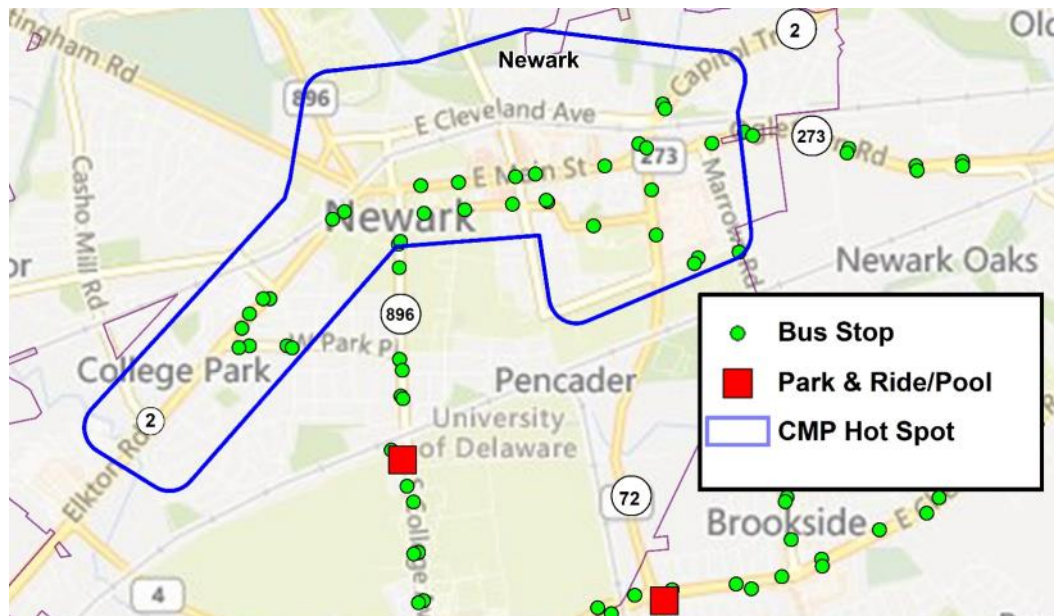 2
Capitol Tr
Newark
896
E Cleveland Ave
273
273
E Main St
Marrows Rd
Casho Mill Rd
Newark
Newark Oaks
896
W Park Pl
College Park
Pencader
University
of Delaware
2
Elkton Rd
72
S College Av
Brookside
4
Bus Stop
Park & Ride/Pool
CMP Hot Spot